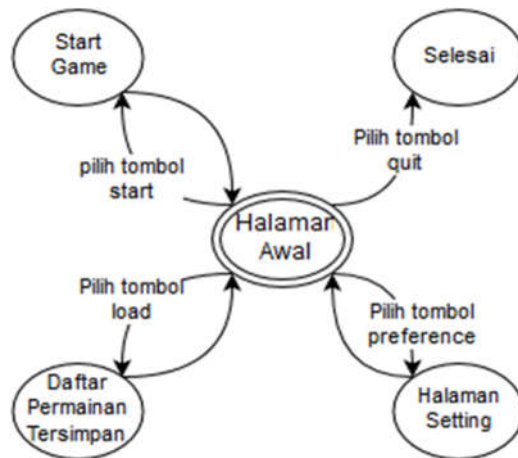 Start
Game
Selesai
pilih tombol
start
Pilih tombol
quit
Halaman
Awal
Pilih tombol
load
Pilih tombol
preference
Daftar
Permainan
Tersimpan
Halaman
Setting